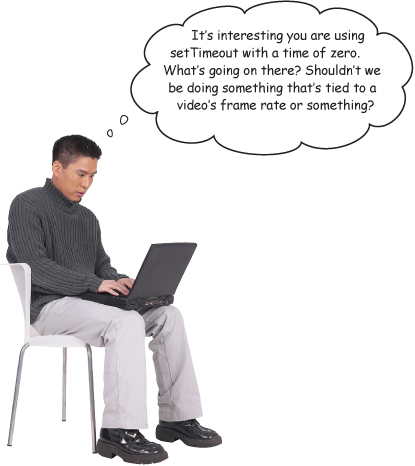 It's interesting you are using
setTimeout with a time of zero.
What's going on there? Shouldn't we
be doing something that's tied to a
video's frame rate or something?